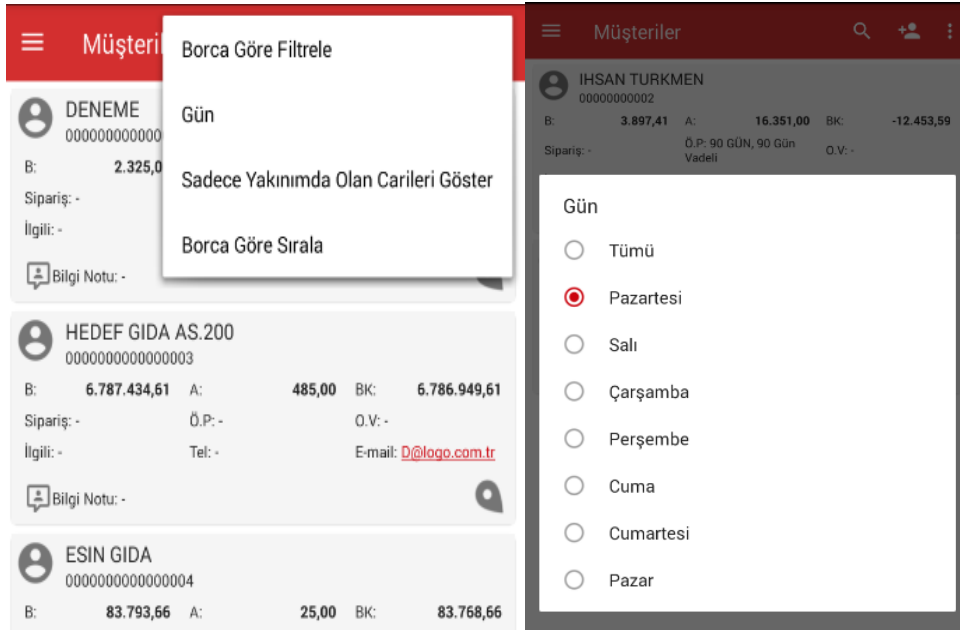 Müşteril
Borca Göre Filtrele
Gün
Sadece Yakınımda Olan Carileri Göster
Borca Göre Sırala
DENEME
000000000000
B: 2.325,0
Sipariş: -
İlgili: -
Bilgi Notu: -
HEDEF GIDA AS.200
0000000000000003
B: 6.787.434,61 A: 485,00 BK: 6.786.949,61
Sipariş: - Ö.P: - O.V: -
İlgili: - Tel: - E-mail: D@logo.com.tr
Bilgi Notu: -
ESIN GIDA
0000000000000004
B: 83.793,66 A: 25,00 BK: 83.768,66
Müşteriler
IHSAN TURKMEN
00000000002
B: 3.897,41 A: 16.351,00 BK: -12.453,59
Sipariş: - Ö.P: 90 GÜN, 90 Gün O.V: -
Vadeli
Gün
Tümü
Pazartesi
Salı
Çarşamba
Perşembe
Cuma
Cumartesi
Pazar